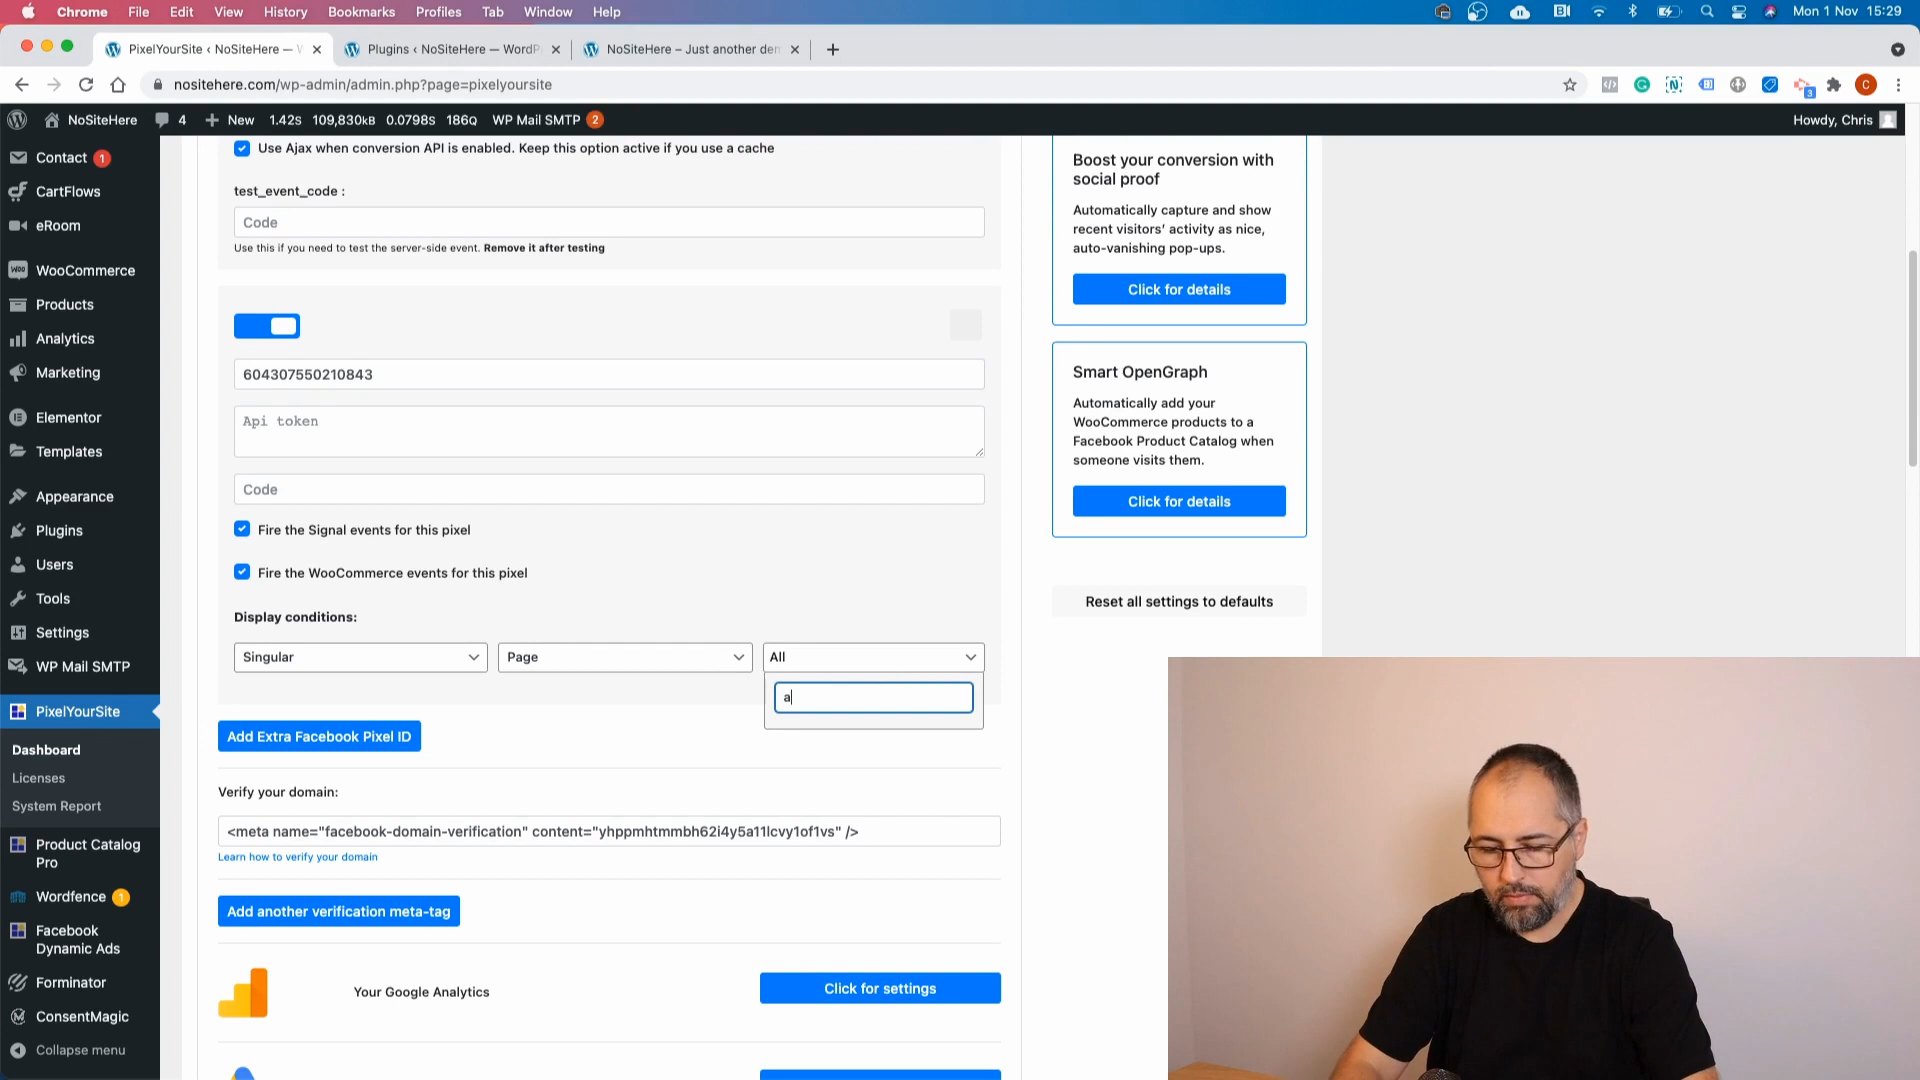 Chrome File Edit View History Bookmarks Profiles Tab Window Help Mon 1 Nov 15:29
PixelYourSite ‹ NoSiteHere — W Plugins ‹ NoSiteHere — WordP NoSiteHere – Just another dem
nositehere.com/wp-admin/admin.php?page=pixelyoursite
NoSiteHere 4 New 1.42S 109,830KB 0.0798S 186Q WP Mail SMTP 2 Howdy, Chris
Contact 1
CartFlows
eRoom
WooCommerce
Products
Analytics
Marketing
Elementor
Templates
Appearance
Plugins
Users
Tools
Settings
WP Mail SMTP
PixelYourSite
Dashboard
Licenses
System Report
Product Catalog
Pro
Wordfence 1
Facebook
Dynamic Ads
Forminator
ConsentMagic
Collapse menu
Use Ajax when conversion API is enabled. Keep this option active if you use a cache
test_event_code :
Code
Use this if you need to test the server-side event. Remove it after testing
604307550210843
Api token
Code
Fire the Signal events for this pixel
Fire the WooCommerce events for this pixel
Display conditions:
Singular Page All
a
Add Extra Facebook Pixel ID
Verify your domain:
<meta name="facebook-domain-verification" content="yhppmhtmmbh62i4y5a11lcvy1of1vs" />
Learn how to verify your domain
Add another verification meta-tag
Your Google Analytics Click for settings
Boost your conversion with
social proof
Automatically capture and show
recent visitors’ activity as nice,
auto-vanishing pop-ups.
Click for details
Smart OpenGraph
Automatically add your
WooCommerce products to a
Facebook Product Catalog when
someone visits them.
Click for details
Reset all settings to defaults